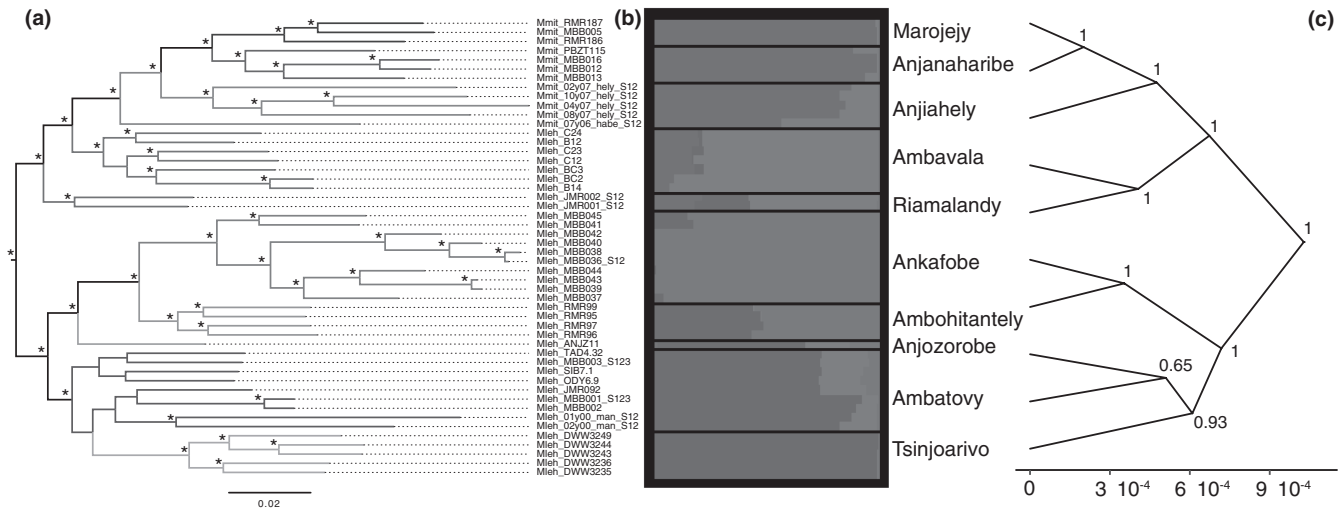 (a)
Mmit_RMR187
Mmit_MBB005
Mmit_RMR186
Mmit_PBZT115
Mmit_MBB016
Mmit_MBB012
Mmit_MBB013
Mmit_02y07_hely_S12
Mmit_10y07_hely_S12
Mmit_04y07_hely_S12
Mmit_08y07_hely_S12
Mmit_07y06_habe_S12
Mleh_C24
Mleh_B12
Mleh_C23
Mleh_C12
Mleh_BC3
Mleh_BC2
Mleh_B14
Mleh_JMR002_S12
Mleh_JMR001_S12
Mleh_MBB045
Mleh_MBB041
Mleh_MBB042
Mleh_MBB040
Mleh_MBB038
Mleh_MBB036_S12
Mleh_MBB044
Mleh_MBB043
Mleh_MBB039
Mleh_MBB037
Mleh_RMR99
Mleh_RMR95
Mleh_RMR97
Mleh_RMR96
Mleh_ANJZ11
Mleh_TAD4.32
Mleh_MBB003_S123
Mleh_SIB7.1
Mleh_ODY6.9
Mleh_JMR092
Mleh_MBB001_S123
Mleh_MBB002
Mleh_01y00_man_S12
Mleh_02y00_man_S12
Mleh_DWW3249
Mleh_DWW3244
Mleh_DWW3243
Mleh_DWW3236
Mleh_DWW3235
0.02
(b)
Marojejy
Anjanaharibe
Anjiahely
Ambavala
Riamalandy
Ankafobe
Ambohitantely
Anjozorobe
Ambatovy
Tsinjoarivo
(c)
1
1
1
1
1
1
1
0.65
0.93
0
3 10-4
6 10-4
9 10-4